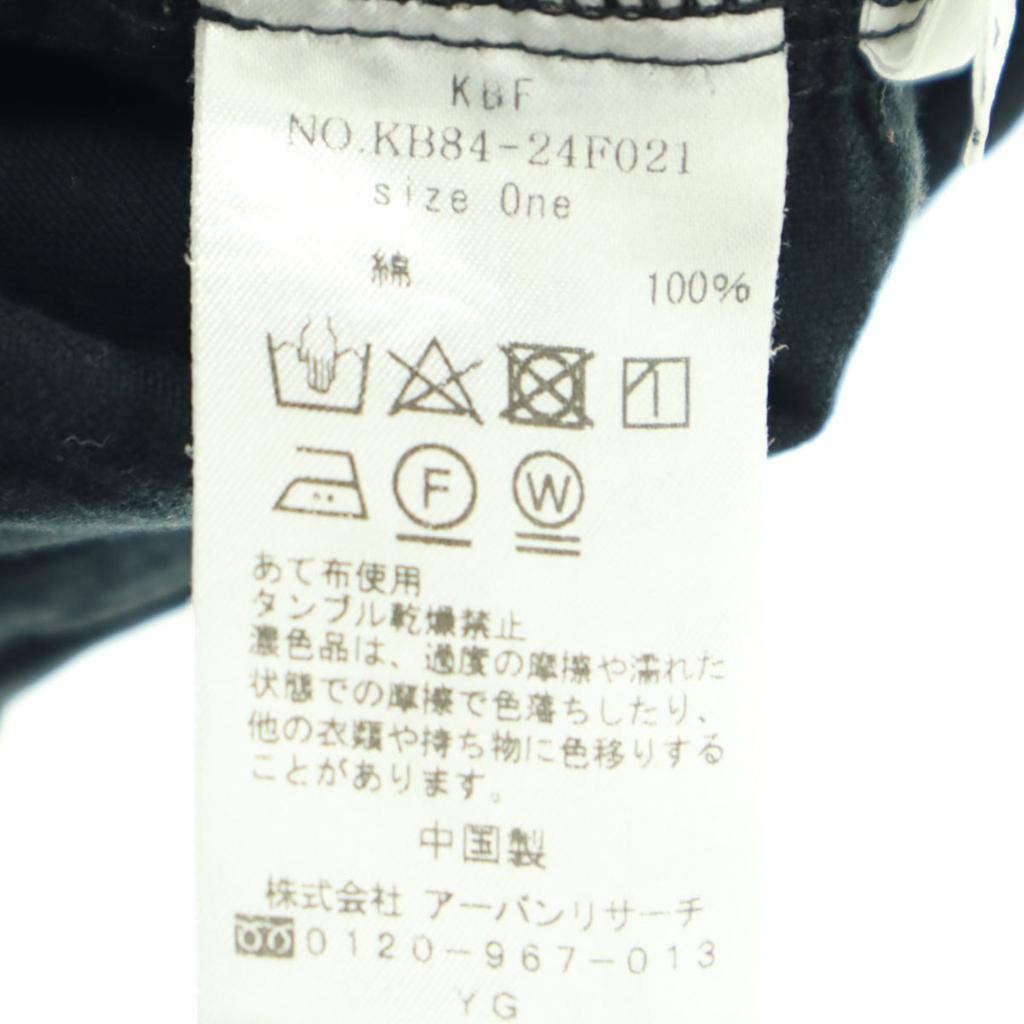 KBF
NO.KB84-24F021
size One
綿 100%
F W
あて布使用
タンブル乾燥禁止
濃色品は、過度の摩擦や濡れた
状態での摩擦で色落ちしたり、
他の衣類や持ち物に色移りする
ことがあります。
中国製
株式会社 アーバンリサーチ
0120-967-013
YG